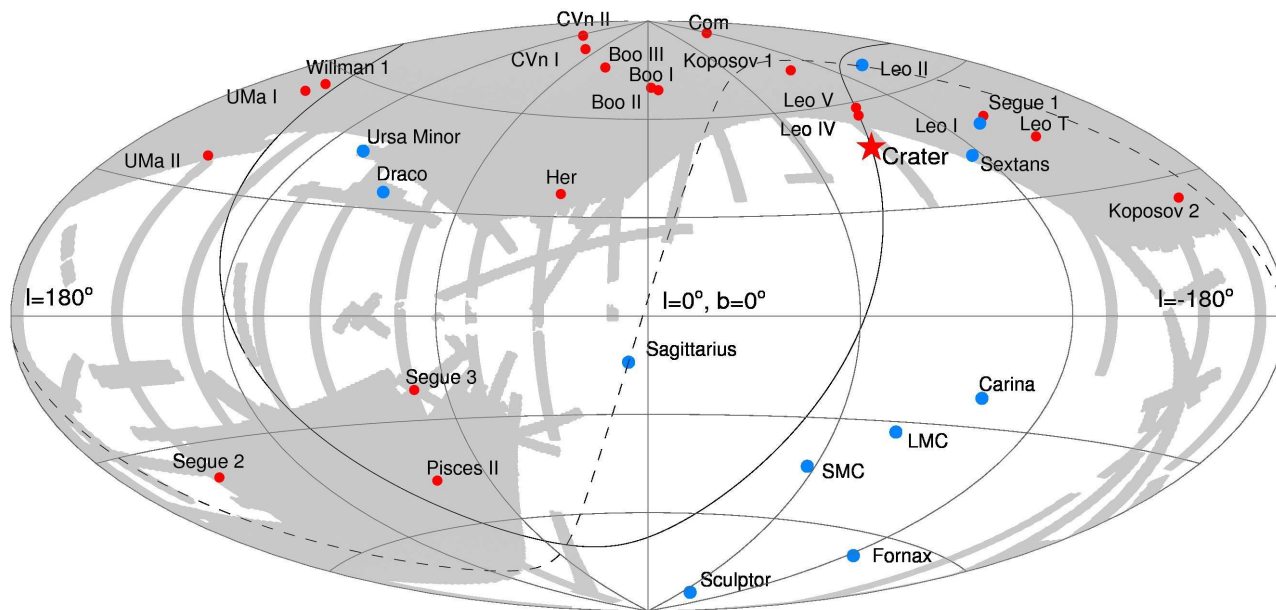 CVn II
Com
CVn I
Boo III
Koposov 1
Leo II
Willman 1
Boo I
UMa I
Boo II
Leo V
Segue 1
Leo IV
Leo I
Leo T
Ursa Minor
Crater
Sextans
UMa II
Draco
Her
Koposov 2
l=180°
l=0°, b=0°
l=-180°
Sagittarius
Segue 3
Carina
LMC
Segue 2
Pisces II
SMC
Fornax
Sculptor